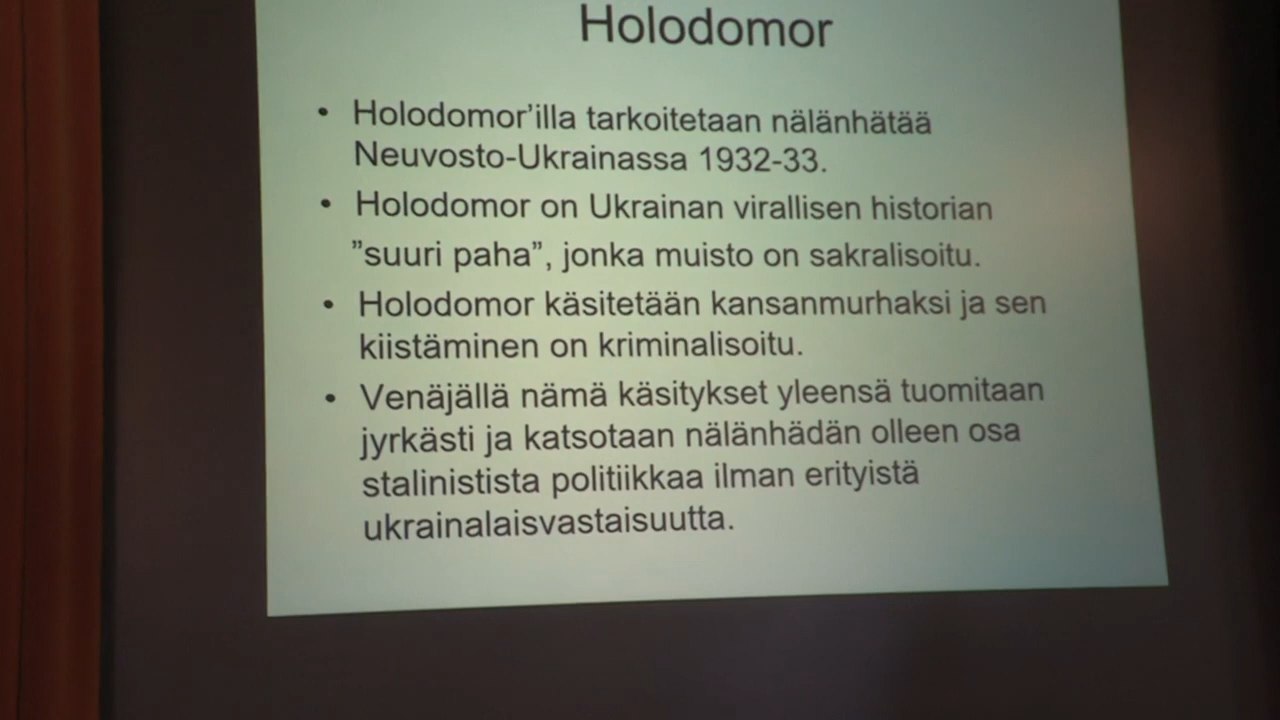 Holodomor
• Holodomor'illa tarkoitetaan nälänhätää
Neuvosto-Ukrainassa 1932-33.
• Holodomor on Ukrainan virallisen historian
”suuri paha”, jonka muisto on sakralisoitu.
• Holodomor käsitetään kansanmurhaksi ja sen
kiistäminen on kriminalisoitu.
• Venäjällä nämä käsitykset yleensä tuomitaan
jyrkästi ja katsotaan nälänhädän olleen osa
stalinistista politiikkaa ilman erityistä
ukrainalaisvastaisuutta.